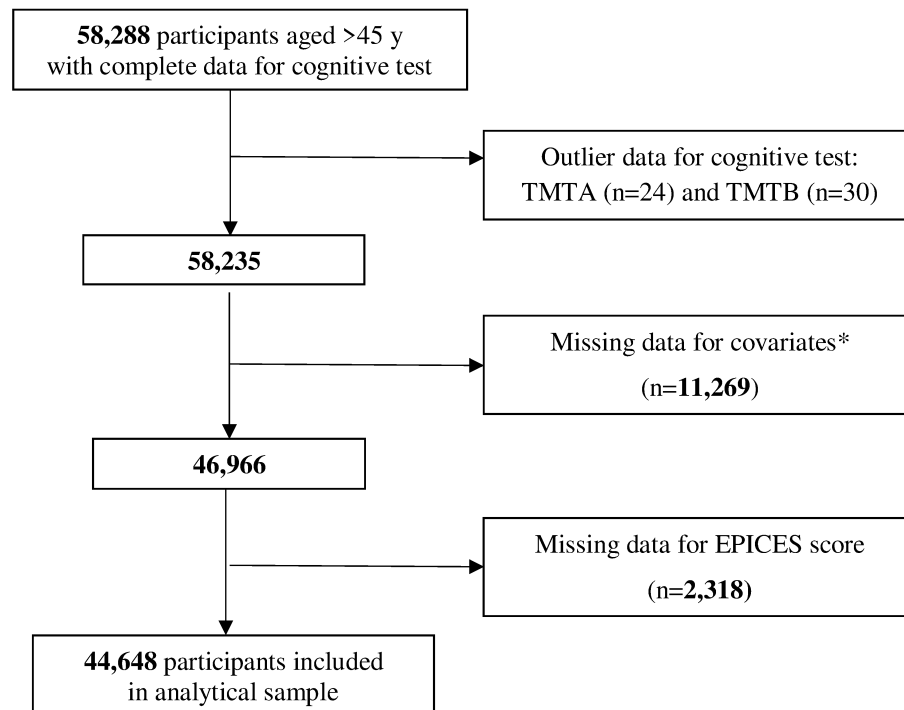 58,288 participants aged >45 y
with complete data for cognitive test
Outlier data for cognitive test:
TMTA (n=24) and TMTB (n=30)
58,235
Missing data for covariates*
(n=11,269)
46,966
Missing data for EPICES score
(n=2,318)
44,648 participants included
in analytical sample